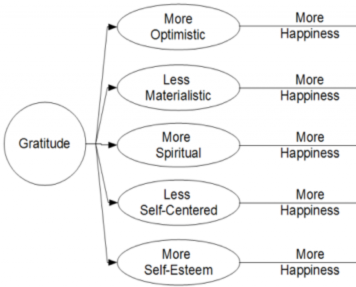 More
Optimistic
More
Happiness
Less
Materialistic
More
Happiness
Gratitude
More
Spiritual
More
Happiness
Less
Self-Centered
More
Happiness
More
Self-Esteem
More
Happiness